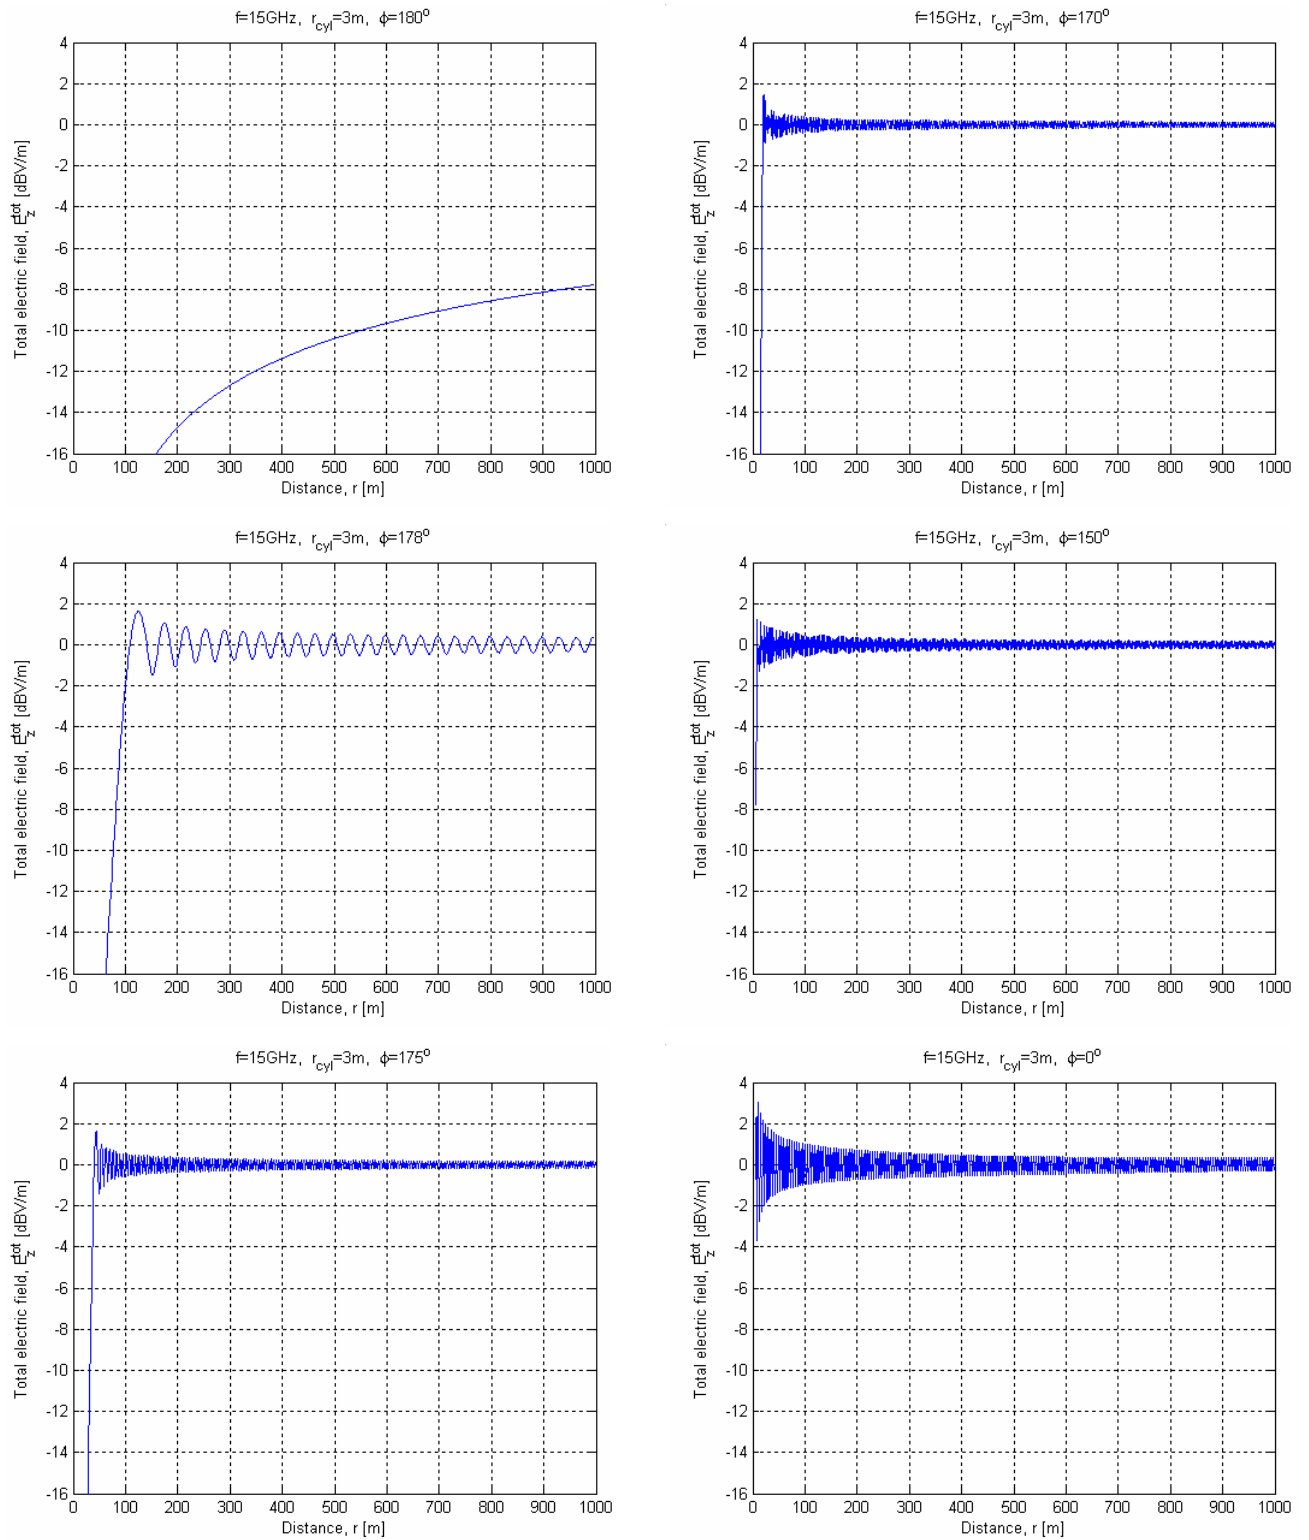 f=15GHz, r_cyl=3m, ϕ=180°
4
2
0
-2
-4
-6
-8
-10
-12
-14
-16
0 100 200 300 400 500 600 700 800 900 1000
Distance, r [m]
Total electric field, E_z^tot [dBV/m]
f=15GHz, r_cyl=3m, ϕ=170°
4
2
0
-2
-4
-6
-8
-10
-12
-14
-16
0 100 200 300 400 500 600 700 800 900 1000
Distance, r [m]
Total electric field, E_z^tot [dBV/m]
f=15GHz, r_cyl=3m, ϕ=178°
4
2
0
-2
-4
-6
-8
-10
-12
-14
-16
0 100 200 300 400 500 600 700 800 900 1000
Distance, r [m]
Total electric field, E_z^tot [dBV/m]
f=15GHz, r_cyl=3m, ϕ=150°
4
2
0
-2
-4
-6
-8
-10
-12
-14
-16
0 100 200 300 400 500 600 700 800 900 1000
Distance, r [m]
Total electric field, E_z^tot [dBV/m]
f=15GHz, r_cyl=3m, ϕ=175°
4
2
0
-2
-4
-6
-8
-10
-12
-14
-16
0 100 200 300 400 500 600 700 800 900 1000
Distance, r [m]
Total electric field, E_z^tot [dBV/m]
f=15GHz, r_cyl=3m, ϕ=0°
4
2
0
-2
-4
-6
-8
-10
-12
-14
-16
0 100 200 300 400 500 600 700 800 900 1000
Distance, r [m]
Total electric field, E_z^tot [dBV/m]